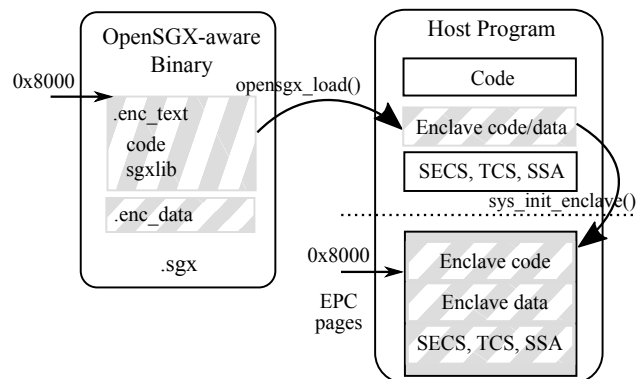 OpenSGX-aware
Binary
0x8000
.enc_text
code
sgxlib
.enc_data
.sgx
opensgx_load()
Host Program
Code
Enclave code/data
SECS, TCS, SSA
sys_init_enclave()
0x8000
EPC
pages
Enclave code
Enclave data
SECS, TCS, SSA